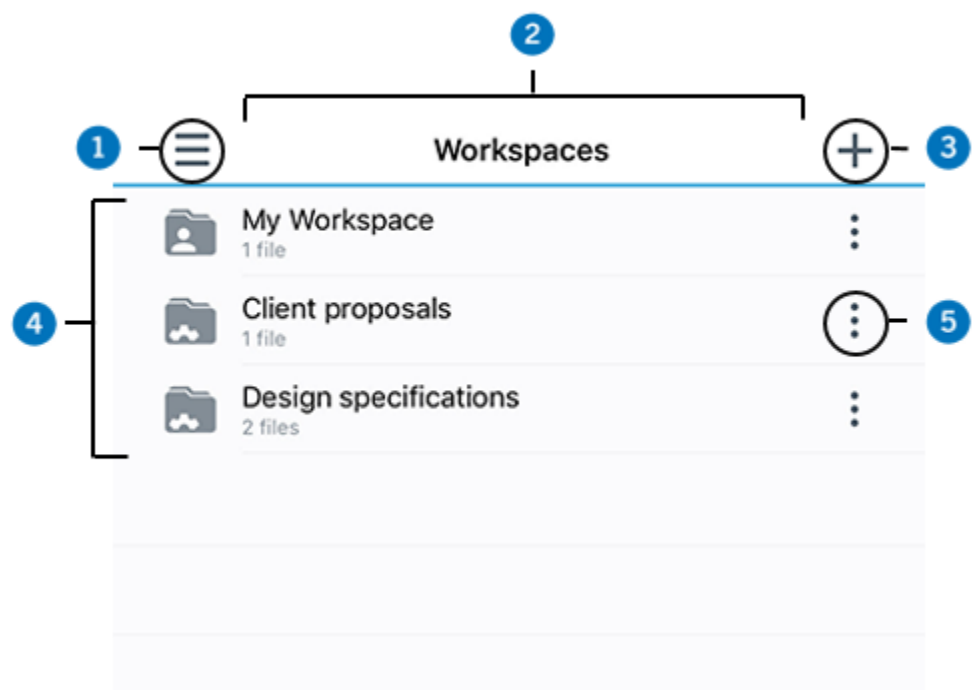 2
1
Workspaces
3
My Workspace
1 file
4
Client proposals
1 file
5
Design specifications
2 files